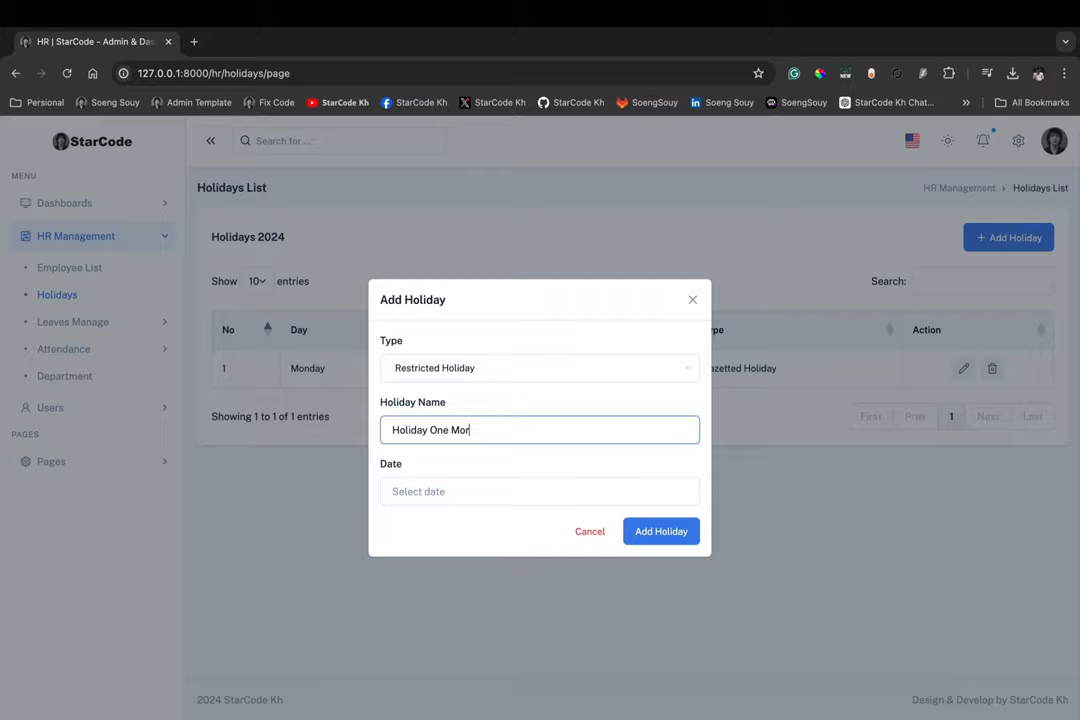 HR | StarCode - Admin & Das
127.0.0.1:8000/hr/holidays/page
Personal Soeng Souy Admin Template Fix Code StarCode Kh StarCode Kh StarCode Kh StarCode Kh SoengSouy Soeng Souy SoengSouy StarCode Kh Chat... All Bookmarks
StarCode
Search for ...
MENU
Dashboards
HR Management
Employee List
Holidays
Leaves Manage
Attendance
Department
Users
PAGES
Pages
Holidays List
HR Management Holidays List
Holidays 2024
+ Add Holiday
Show 10 entries
Search:
No Day ype Action
1 Monday azetted Holiday
Showing 1 to 1 of 1 entries
First Prev 1 Next Last
Add Holiday
Type
Restricted Holiday
Holiday Name
Holiday One Mor
Date
Select date
Cancel Add Holiday
2024 StarCode Kh
Design & Develop by StarCode Kh